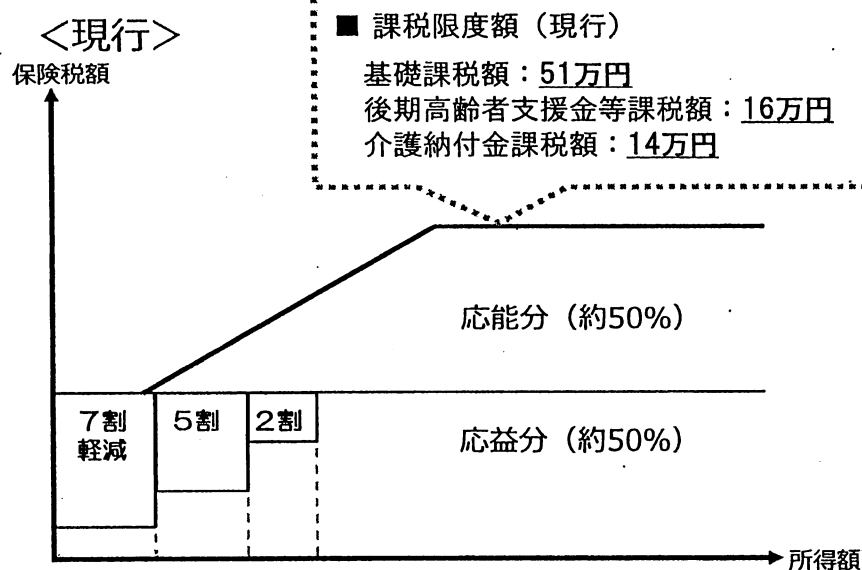 <現行>
■ 課税限度額（現行）
基礎課税額：51万円
後期高齢者支援金等課税額：16万円
介護納付金課税額：14万円
保険税額
応能分（約50%）
7割
軽減
5割
2割
応益分（約50%）
所得額